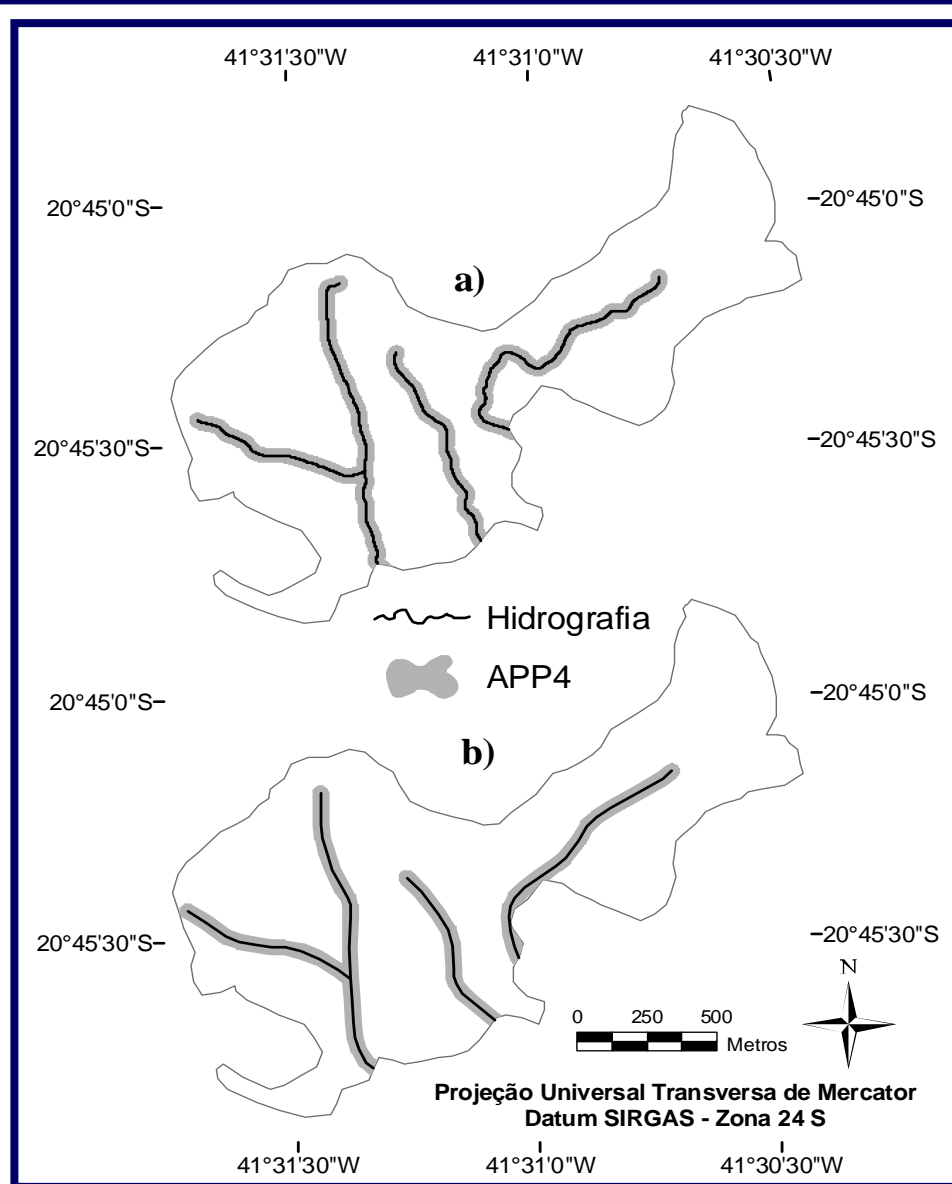 41°31'30"W 41°31'0"W 41°30'30"W
20°45'0"S
20°45'0"S
a)
20°45'30"S
20°45'30"S
Hidrografia
APP4
20°45'0"S
20°45'0"S
b)
20°45'30"S
20°45'30"S
N
0 250 500
Metros
Projeção Universal Transversa de Mercator
Datum SIRGAS - Zona 24 S
41°31'30"W 41°31'0"W 41°30'30"W